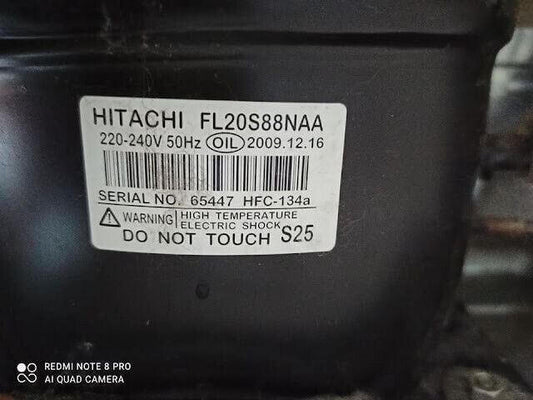 HITACHI FL20S88NAA
220-240V 50Hz OIL 2009.12.16
SERIAL NO. 65447 HFC-134a
WARNING HIGH TEMPERATURE
ELECTRIC SHOCK
DO NOT TOUCH S25
REDMI NOTE 8 PRO
AI QUAD CAMERA